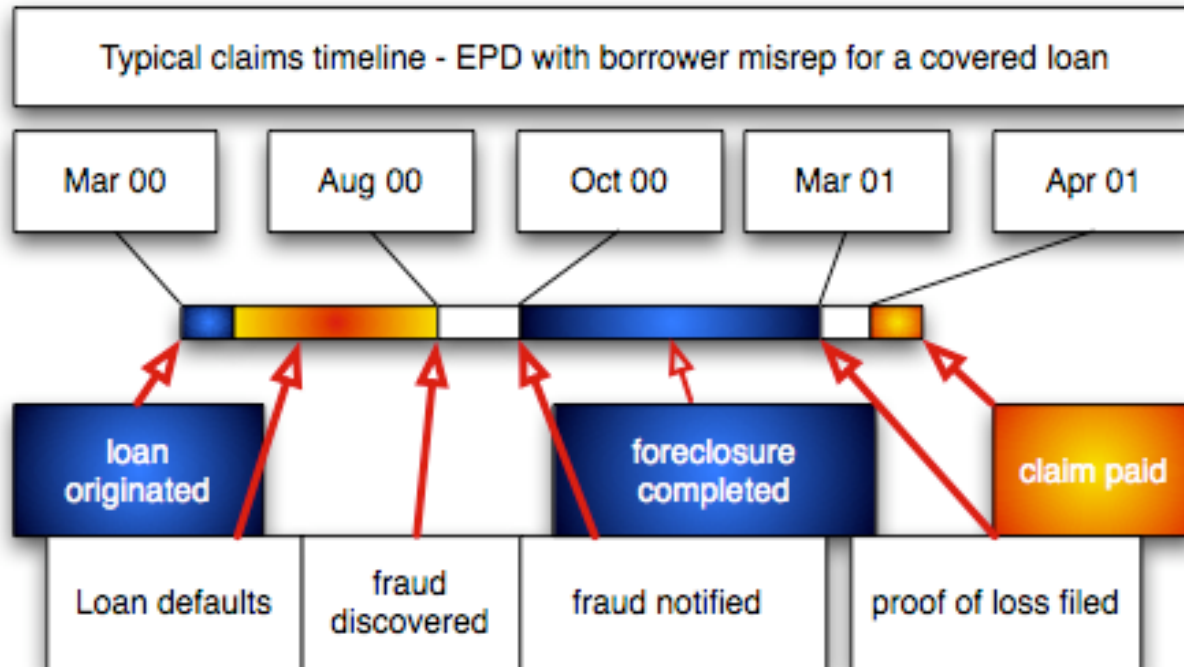 Typical claims timeline - EPD with borrower misrep for a covered loan
Mar 00
Aug 00
Oct 00
Mar 01
Apr 01
loan
originated
foreclosure
completed
claim paid
Loan defaults
fraud
discovered
fraud notified
proof of loss filed